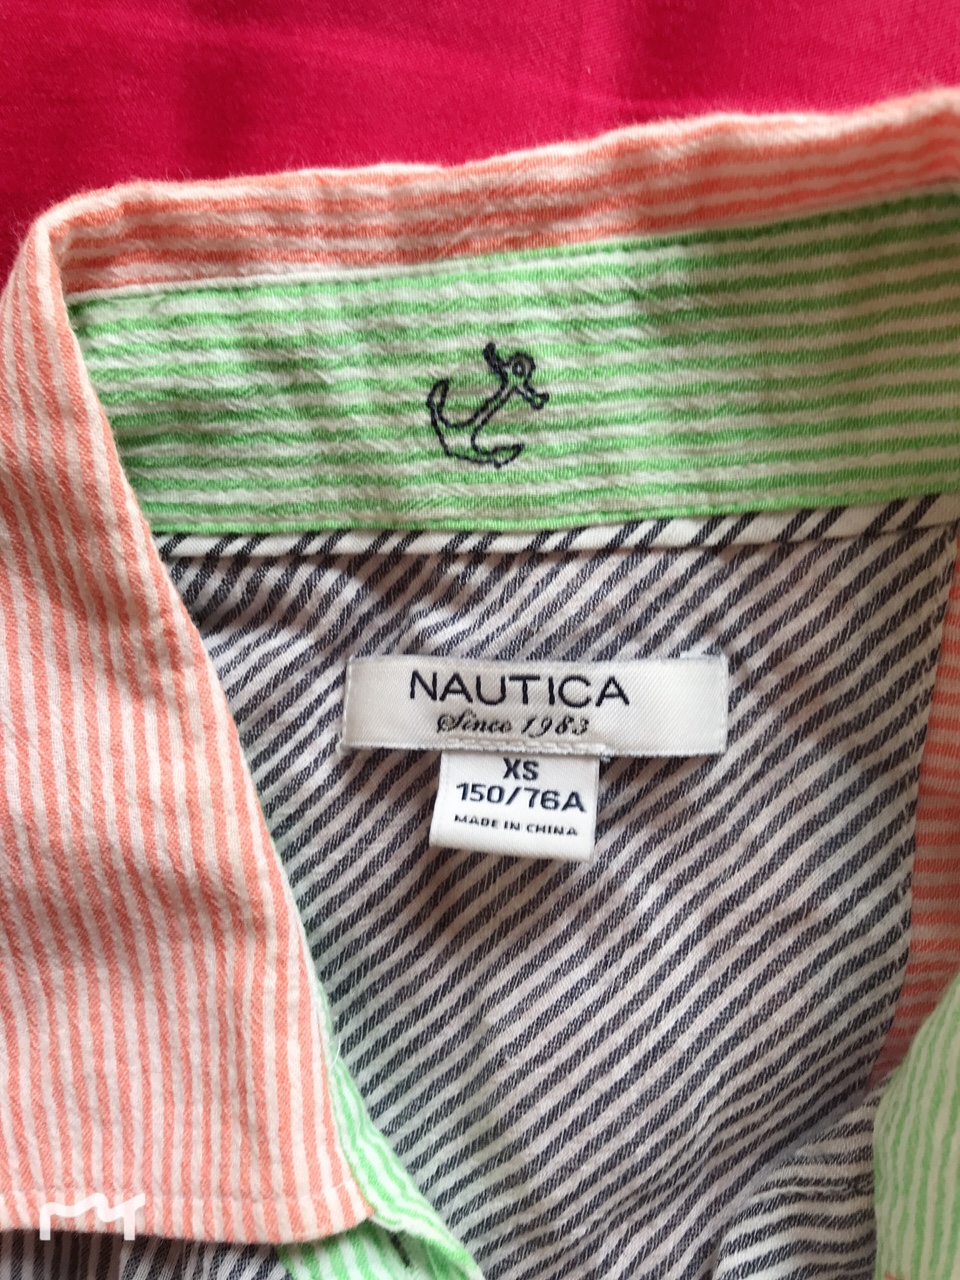 NAUTICA
Since 1983
XS
150/76A
MADE IN CHINA